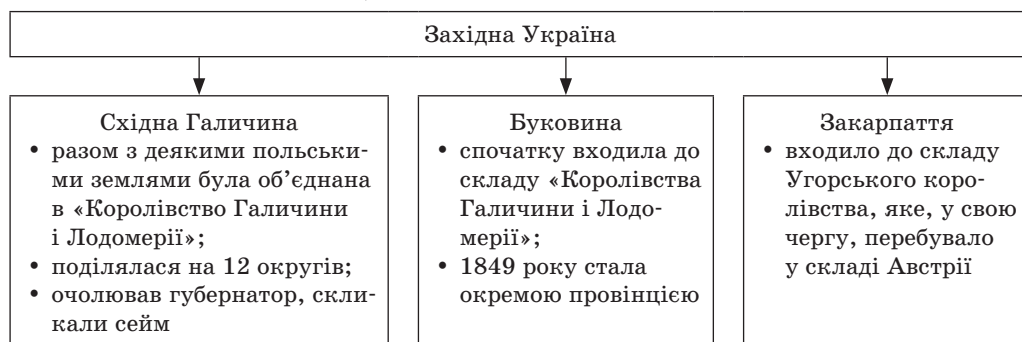 Західна Україна
Східна Галичина
• разом з деякими польськи-
ми землями була об’єднана
в «Королівство Галичини
і Лодомерії»;
• поділялася на 12 округів;
• очолював губернатор, скли-
кали сейм
Буковина
• спочатку входила до
складу «Королівства
Галичини і Лодо-
мерії»;
• 1849 року стала
окремою провінцією
Закарпаття
• входило до складу
Угорського коро-
лівства, яке, у свою
чергу, перебувало
у складі Австрії